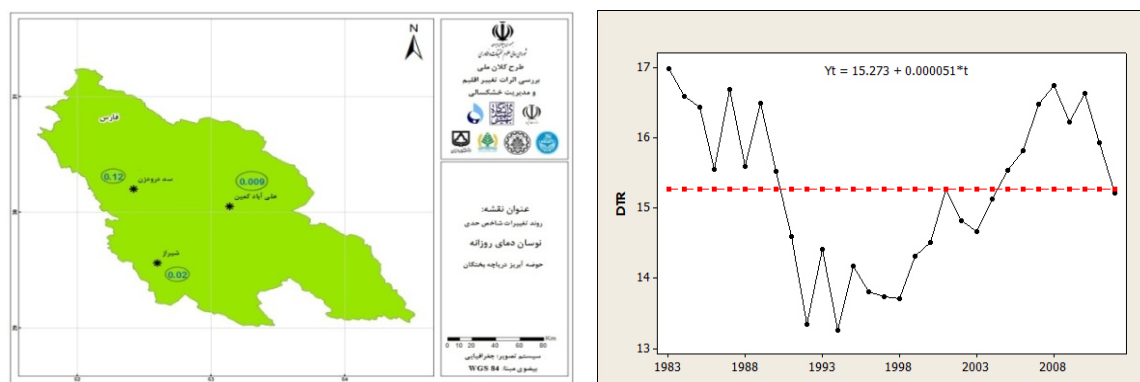 N
طرح کلان ملی
بررسی اثرات تغییر اقلیم
و مدیریت خشکسالی
عنوان نقشه:
روند تغییرات شاخص حدی
نوسان دمای روزانه
حوضه آبریز دریاچه بختگان
Km
0 10 20 40 60 80
سیستم تصویر: جغرافیایی
بیضوی مبنا: WGS 84
فارس
0.12
سد درودزن
0.009
علی آباد کمین
شیراز
0.02
52
53
54
Yt = 15.273 + 0.000051*t
DTR
17
16
15
14
13
1983
1988
1993
1998
2003
2008